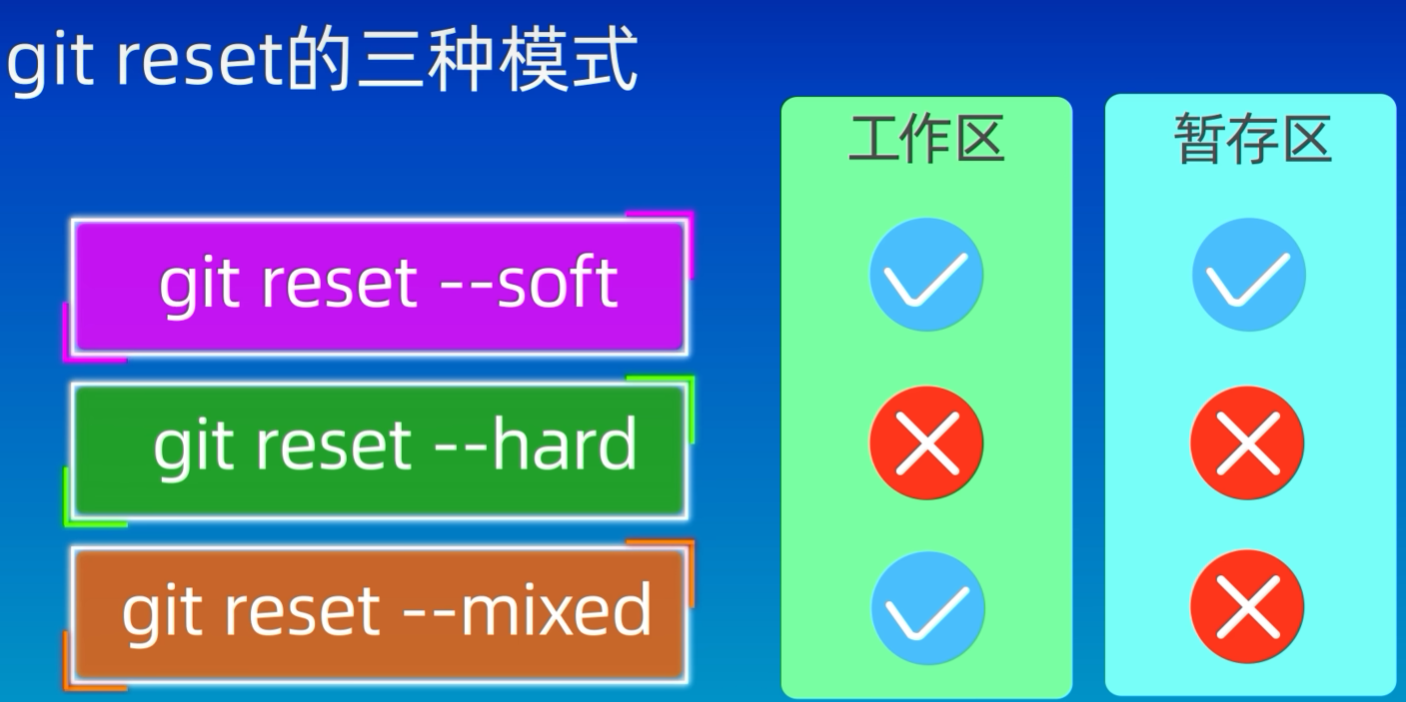 git reset的三种模式
工作区
暂存区
git reset --soft
git reset --hard
git reset --mixed